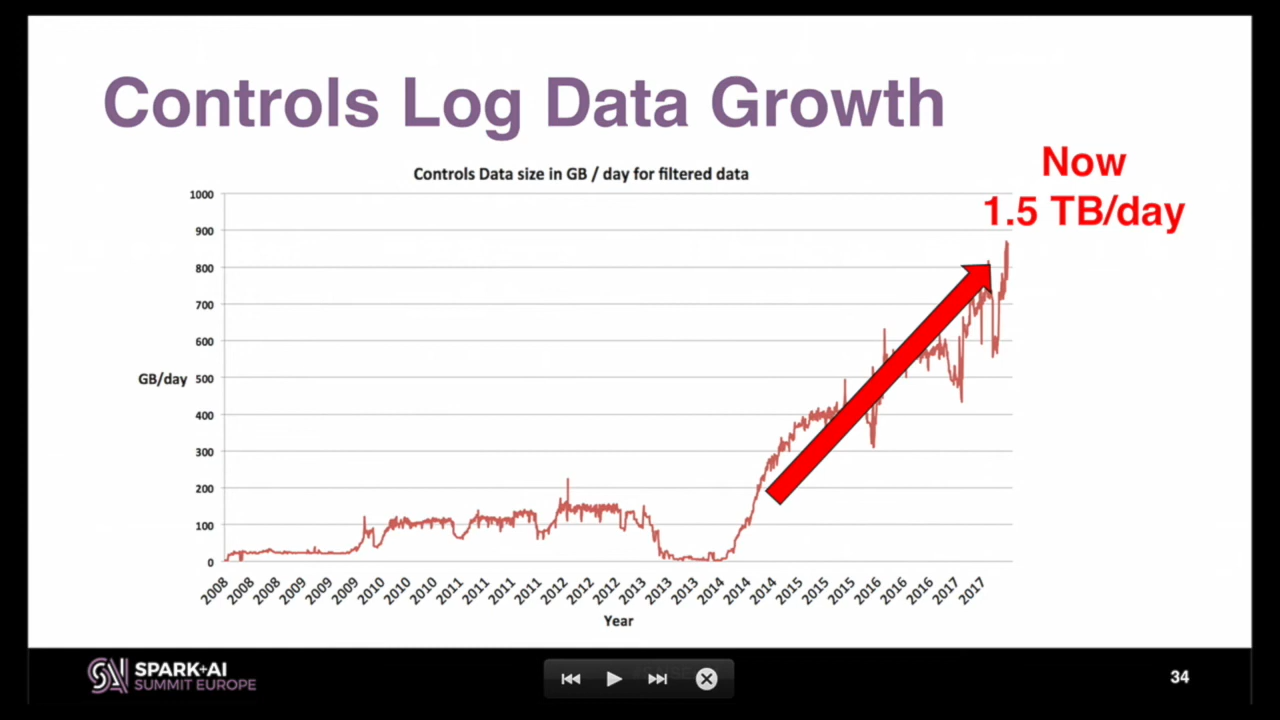 Controls Log Data Growth
Now
1.5 TB/day
Controls Data size in GB / day for filtered data
1000
900
800
700
600
GB/day
500
400
300
200
100
0
2008 2008 2008 2009 2009 2009 2010 2010 2010 2011 2011 2011 2011 2012 2012 2012 2013 2013 2013 2014 2014 2014 2015 2015 2015 2016 2016 2016 2017 2017
Year
SPARK+AI
SUMMIT EUROPE
34